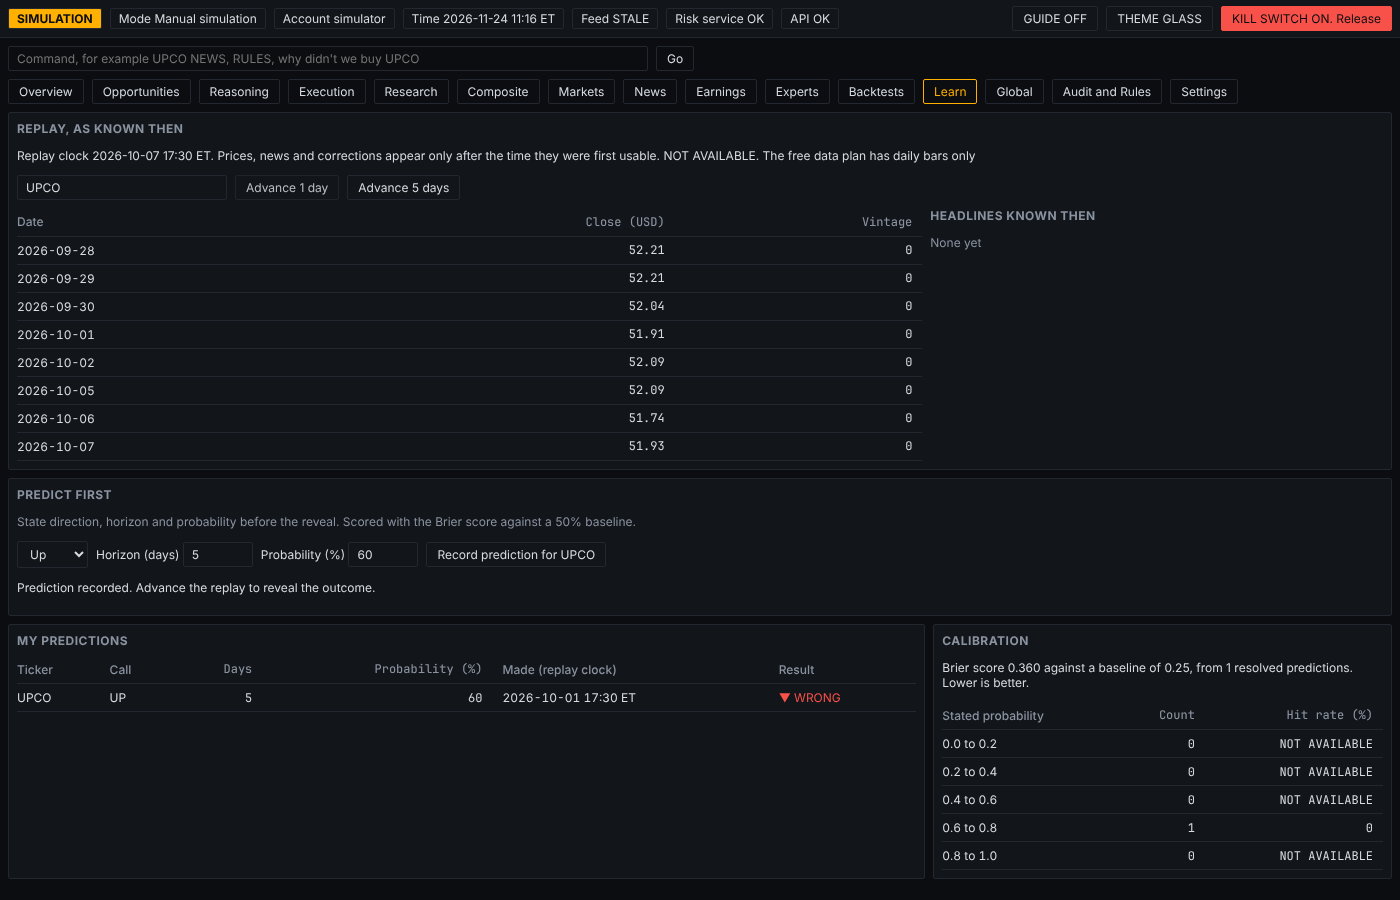 SIMULATION Mode Manual simulation Account simulator Time 2026-11-24 11:16 ET Feed STALE Risk service OK API OK GUIDE OFF THEME GLASS KILL SWITCH ON. Release
Command, for example UPCO NEWS, RULES, why didn't we buy UPCO Go
Overview Opportunities Reasoning Execution Research Composite Markets News Earnings Experts Backtests Learn Global Audit and Rules Settings
REPLAY, AS KNOWN THEN
Replay clock 2026-10-07 17:30 ET. Prices, news and corrections appear only after the time they were first usable. NOT AVAILABLE. The free data plan has daily bars only
UPCO Advance 1 day Advance 5 days
Date Close (USD) Vintage
2026-09-28 52.21 0
2026-09-29 52.21 0
2026-09-30 52.04 0
2026-10-01 51.91 0
2026-10-02 52.09 0
2026-10-05 52.09 0
2026-10-06 51.74 0
2026-10-07 51.93 0
HEADLINES KNOWN THEN
None yet
PREDICT FIRST
State direction, horizon and probability before the reveal. Scored with the Brier score against a 50% baseline.
Up Horizon (days) 5 Probability (%) 60 Record prediction for UPCO
Prediction recorded. Advance the replay to reveal the outcome.
MY PREDICTIONS
Ticker Call Days Probability (%) Made (replay clock) Result
UPCO UP 5 60 2026-10-01 17:30 ET ▼ WRONG
CALIBRATION
Brier score 0.360 against a baseline of 0.25, from 1 resolved predictions.
Lower is better.
Stated probability Count Hit rate (%)
0.0 to 0.2 0 NOT AVAILABLE
0.2 to 0.4 0 NOT AVAILABLE
0.4 to 0.6 0 NOT AVAILABLE
0.6 to 0.8 1 0
0.8 to 1.0 0 NOT AVAILABLE